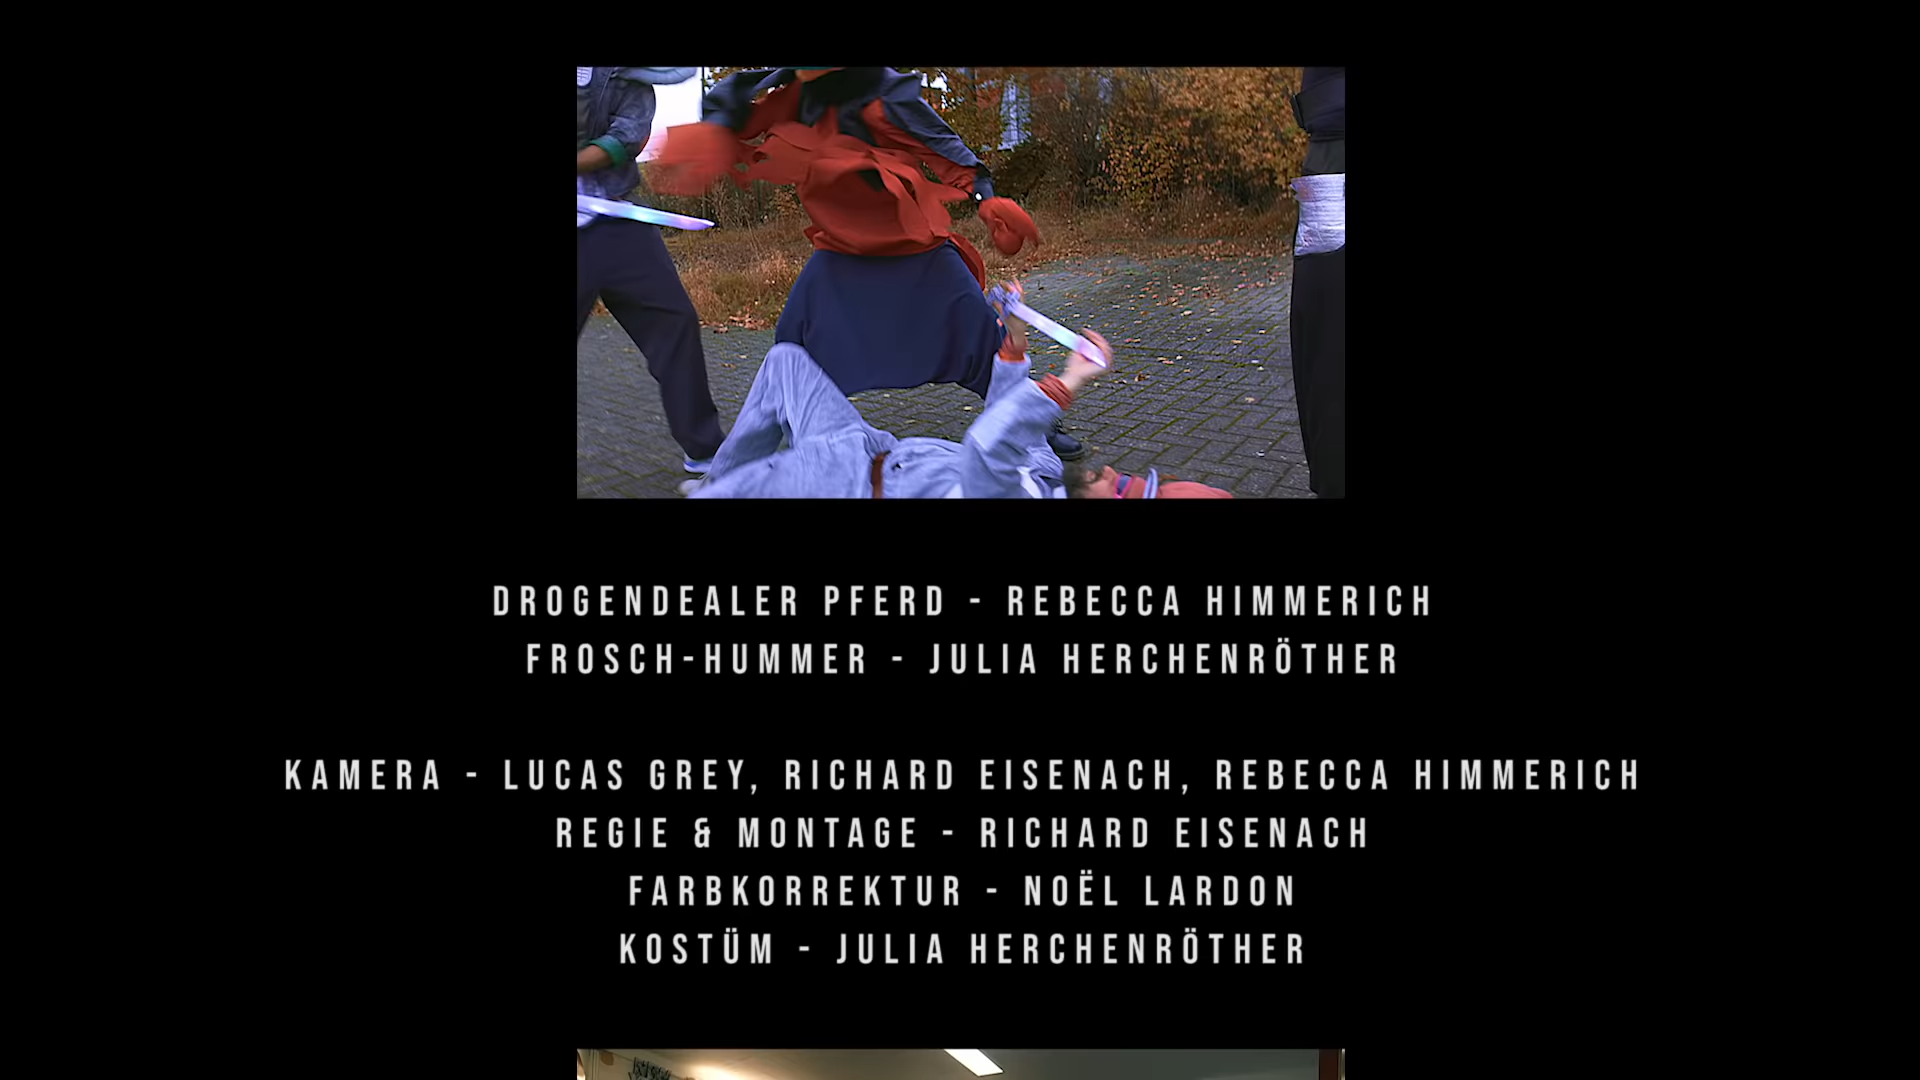 DROGENDEALER PFERD - REBECCA HIMMERICH
FROSCH-HUMMER - JULIA HERCHENRÖTHER
KAMERA - LUCAS GREY, RICHARD EISENACH, REBECCA HIMMERICH
REGIE & MONTAGE - RICHARD EISENACH
FARBKORREKTUR - NOËL LARDON
KOSTÜM - JULIA HERCHENRÖTHER